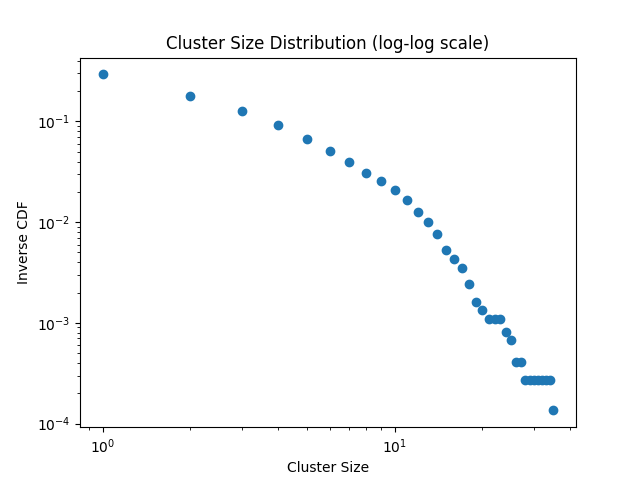 Cluster Size Distribution (log-log scale)
Inverse CDF
10⁻¹
10⁻²
10⁻³
10⁻⁴
10⁰
10¹
Cluster Size